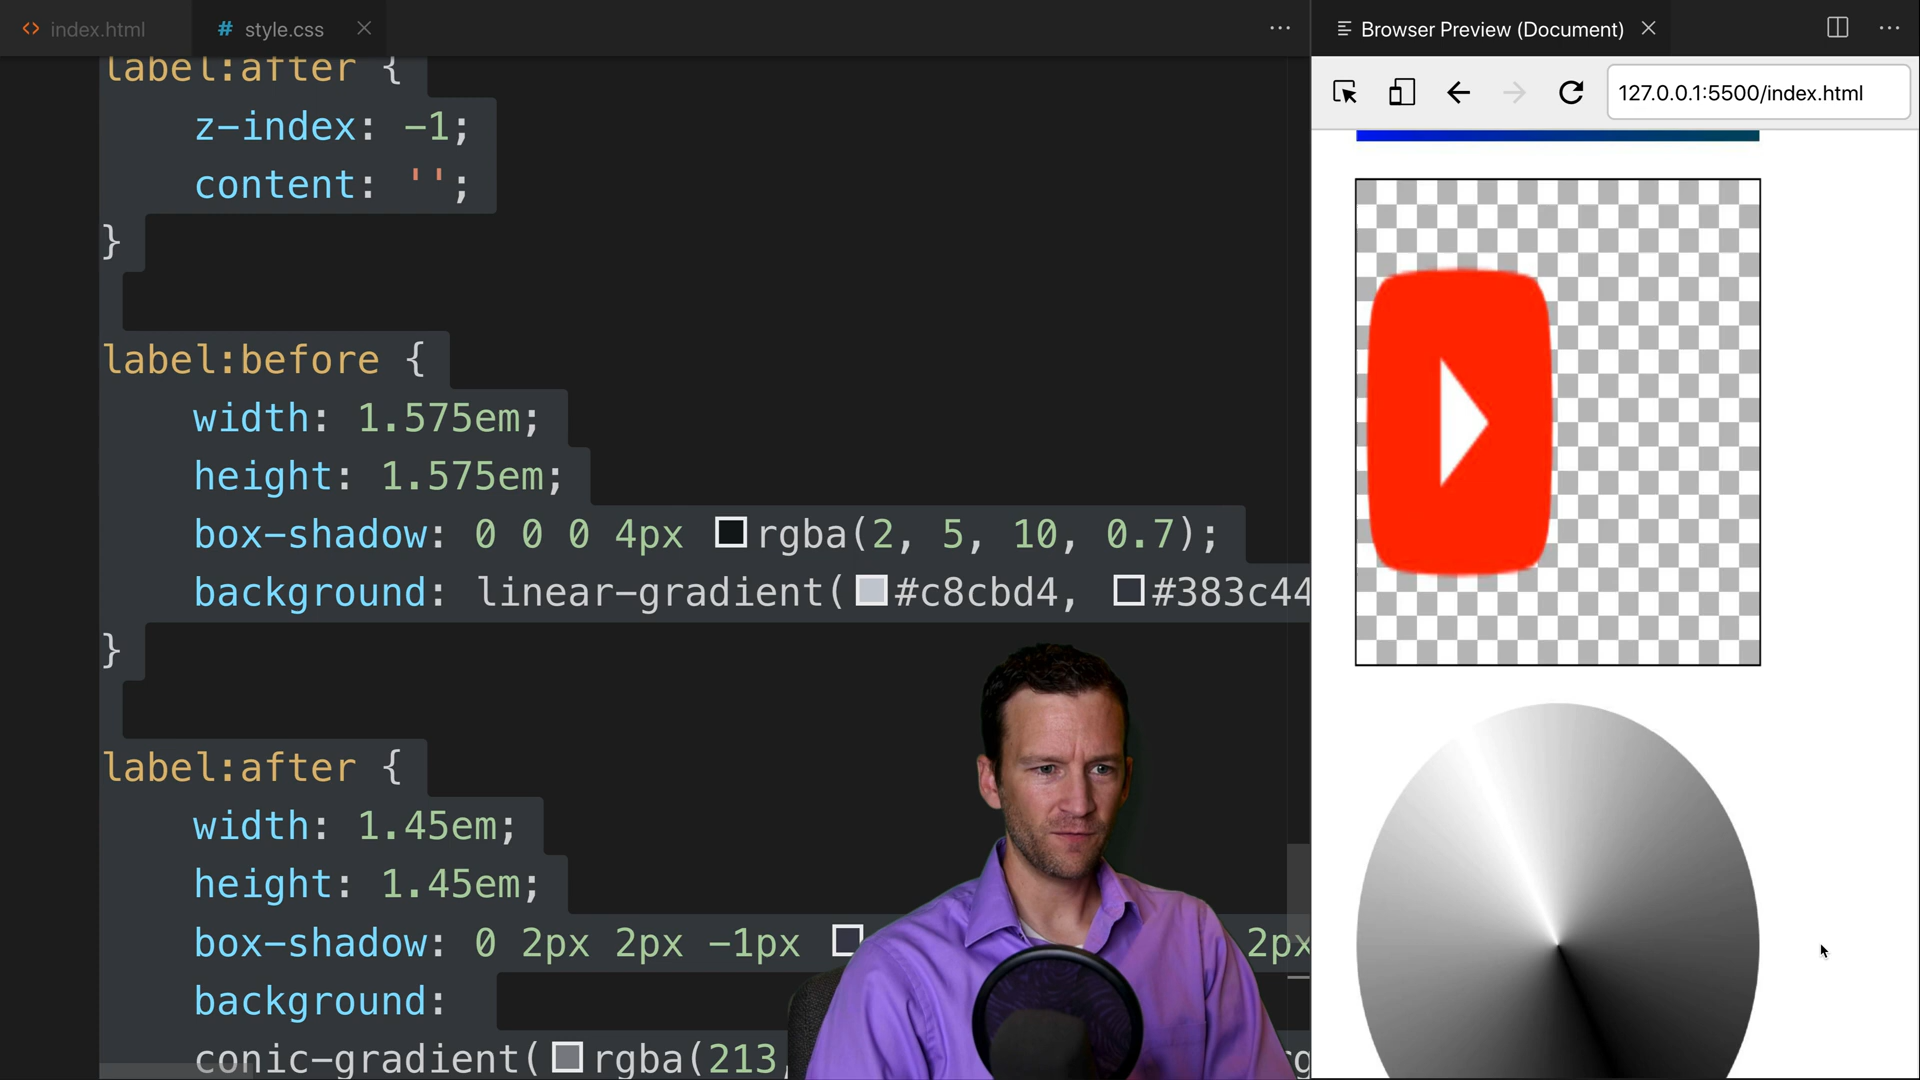 index.html
# style.css
Browser Preview (Document)
127.0.0.1:5500/index.html
label:after {
z-index: -1;
content: '';
}
label:before {
width: 1.575em;
height: 1.575em;
box-shadow: 0 0 0 4px rgba(2, 5, 10, 0.7);
background: linear-gradient(#c8cbd4, #383c44
}
label:after {
width: 1.45em;
height: 1.45em;
box-shadow: 0 2px 2px -1px 2px
background:
conic-gradient(rgba(213,